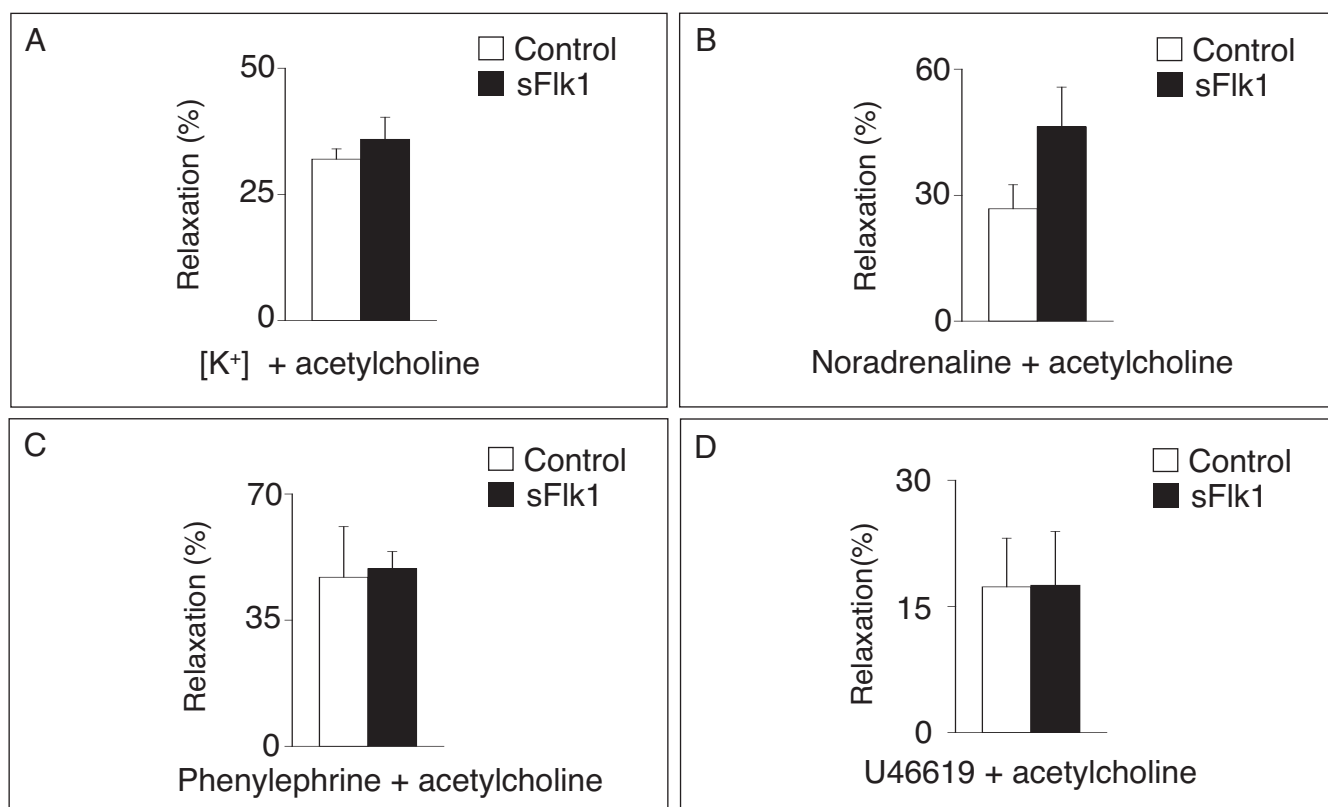 A
Control
sFlk1
50
25
0
Relaxation (%)
[K+] + acetylcholine
B
Control
sFlk1
60
30
0
Relaxation (%)
Noradrenaline + acetylcholine
C
Control
sFlk1
70
35
0
Relaxation (%)
Phenylephrine + acetylcholine
D
Control
sFlk1
30
15
0
Relaxation(%)
U46619 + acetylcholine